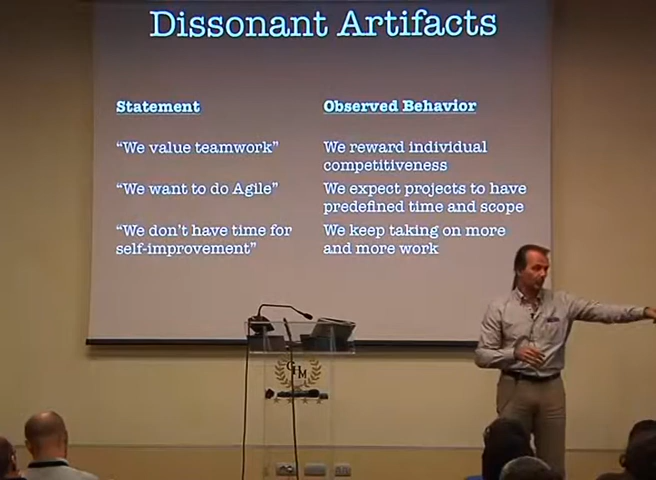 Dissonant Artifacts
Statement
Observed Behavior
“We value teamwork”
We reward individual
competitiveness
“We want to do Agile”
We expect projects to have
predefined time and scope
“We don’t have time for
self-improvement”
We keep taking on more
and more work
GHM